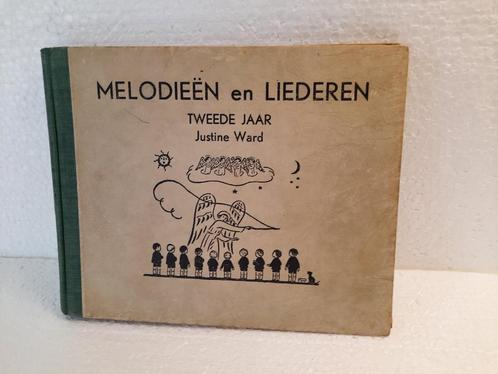 MELODIEËN en LIEDEREN
TWEEDE JAAR
Justine Ward